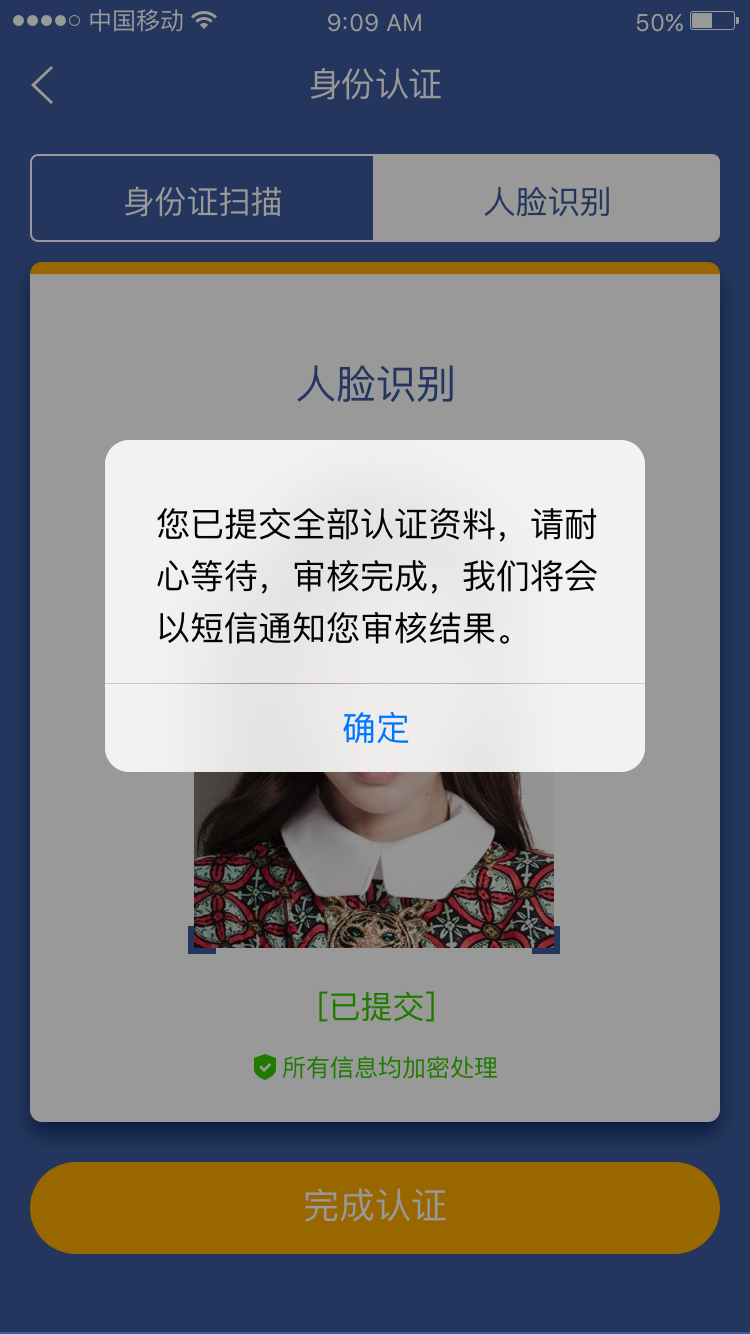 中国移动 9:09 AM 50%
身份认证
身份证扫描 人脸识别
人脸识别
您已提交全部认证资料，请耐
心等待，审核完成，我们将会
以短信通知您审核结果。
确定
[已提交]
所有信息均加密处理
完成认证